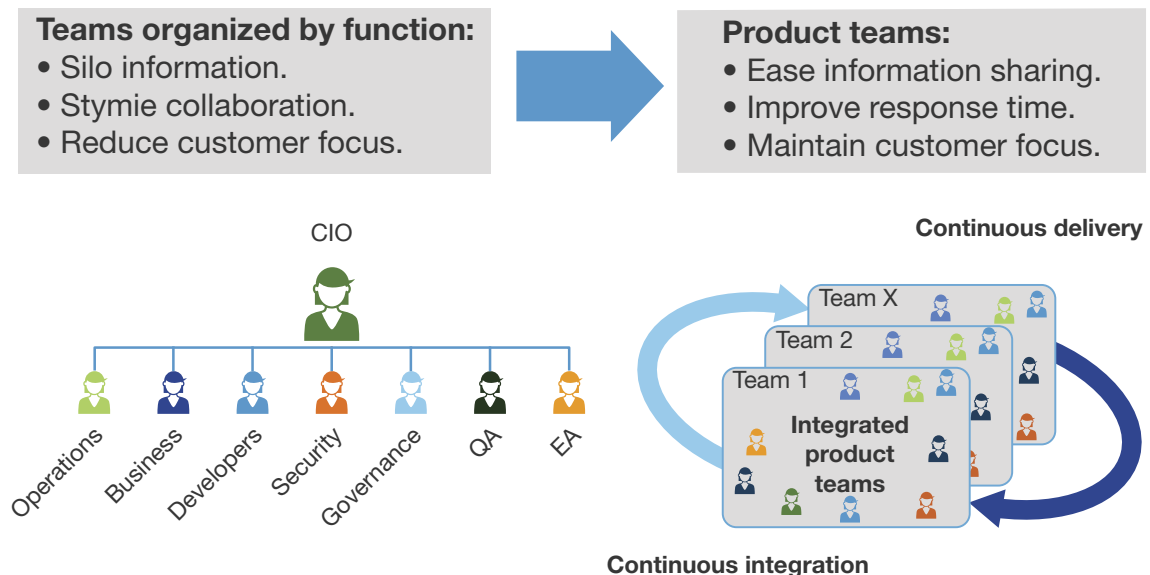 Teams organized by function:
• Silo information.
• Stymie collaboration.
• Reduce customer focus.
Product teams:
• Ease information sharing.
• Improve response time.
• Maintain customer focus.
CIO
Operations
Business
Developers
Security
Governance
QA
EA
Continuous delivery
Team X
Team 2
Team 1
Integrated
product
teams
Continuous integration